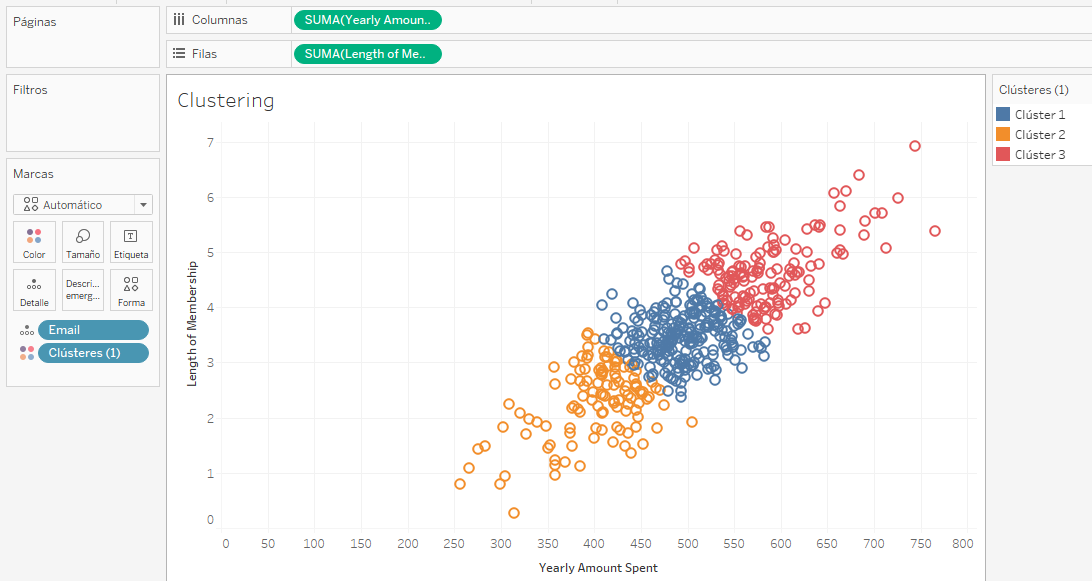 Páginas
Columnas
SUMA(Yearly Amoun..
Filas
SUMA(Length of Me..
Filtros
Marcas
Automático
Color
Tamaño
Etiqueta
Detalle
Descri...
emerg...
Forma
Email
Clústeres (1)
Clustering
Length of Membership
7
6
5
4
3
2
1
0
0 50 100 150 200 250 300 350 400 450 500 550 600 650 700 750 800
Yearly Amount Spent
Clústeres (1)
Clúster 1
Clúster 2
Clúster 3